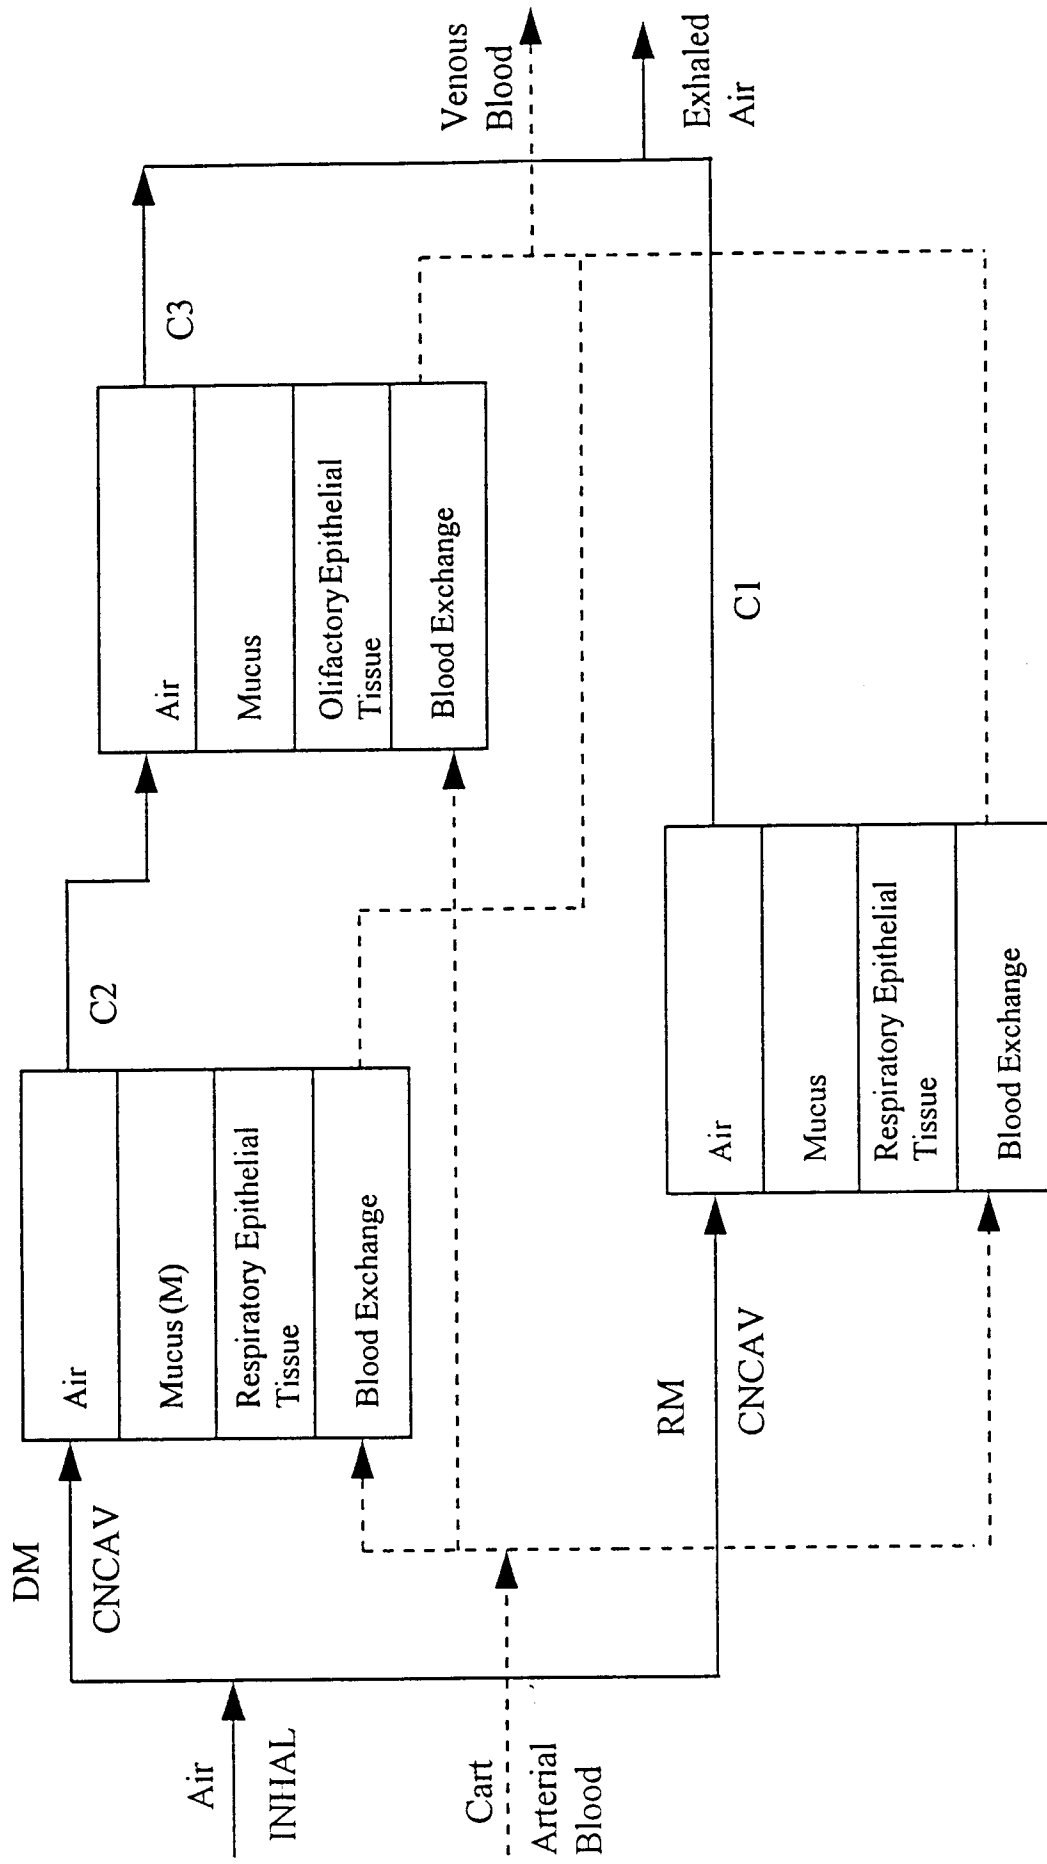 Air
INHAL
Cart
Arterial
Blood
DM
CNCAV
RM
CNCAV
Air
Mucus (M)
Respiratory Epithelial
Tissue
Blood Exchange
C2
Air
Mucus
Respiratory Epithelial
Tissue
Blood Exchange
C1
Air
Mucus
Olifactory Epithelial
Tissue
Blood Exchange
C3
Venous
Blood
Exhaled
Air